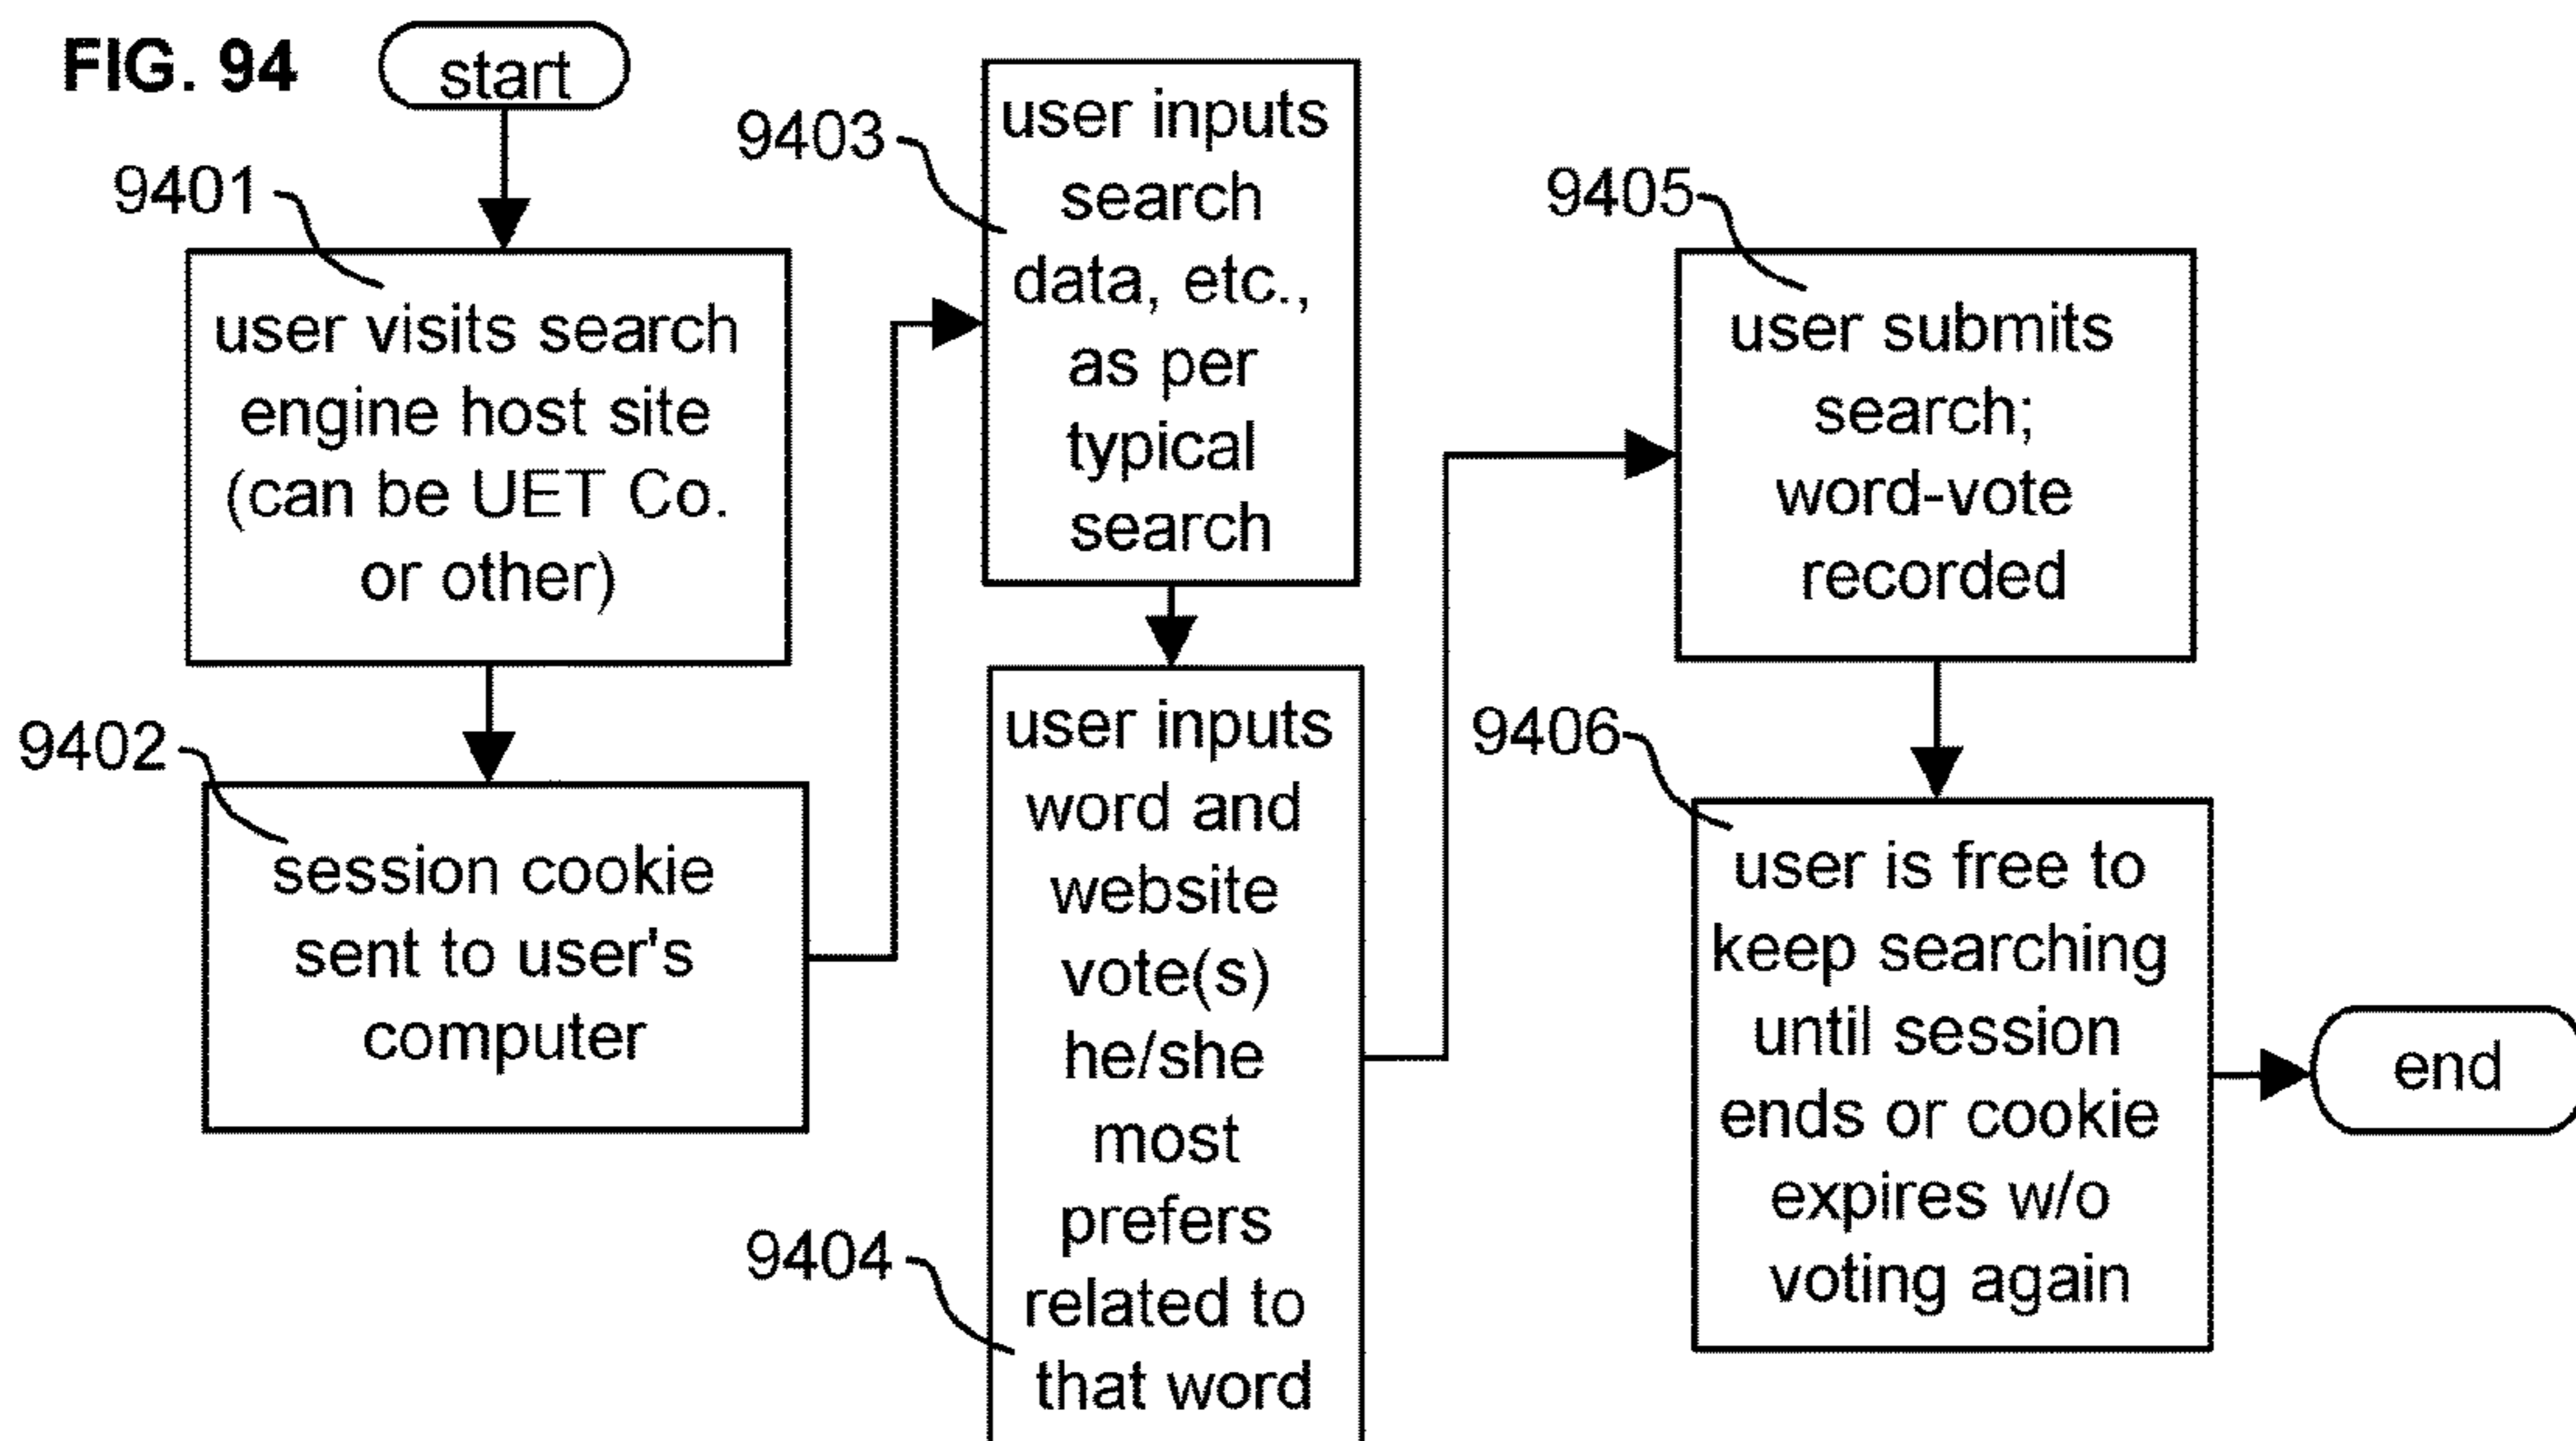 FIG. 94
start
9401
user visits search
engine host site
(can be UET Co.
or other)
9402
session cookie
sent to user's
computer
9403
user inputs
search
data, etc.,
as per
typical
search
user inputs
word and
website
vote(s)
he/she
most
prefers
9404
related to
that word
9405
user submits
search;
word-vote
recorded
9406
user is free to
keep searching
until session
ends or cookie
expires w/o
voting again
end